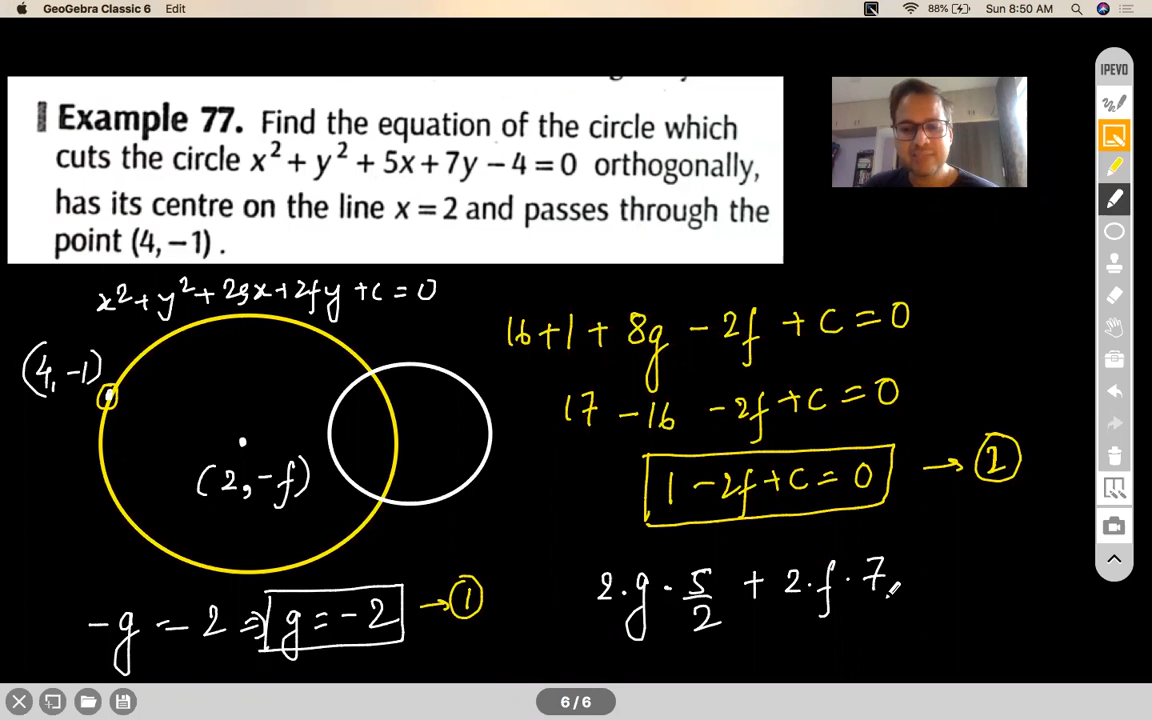 GeoGebra Classic 6 Edit 88% Sun 8:50 AM
IPEVO
Example 77. Find the equation of the circle which
cuts the circle x² + y² + 5x + 7y − 4 = 0 orthogonally,
has its centre on the line x = 2 and passes through the
point (4, −1) .
x² + y² + 2gx + 2fy + c = 0
(4, −1)
(2, −f)
−g = 2 ⇒ g = −2 → ①
16 + 1 + 8g − 2f + c = 0
17 − 16 − 2f + c = 0
1 − 2f + c = 0 → ②
2·g·5/2 + 2·f·7
6 / 6